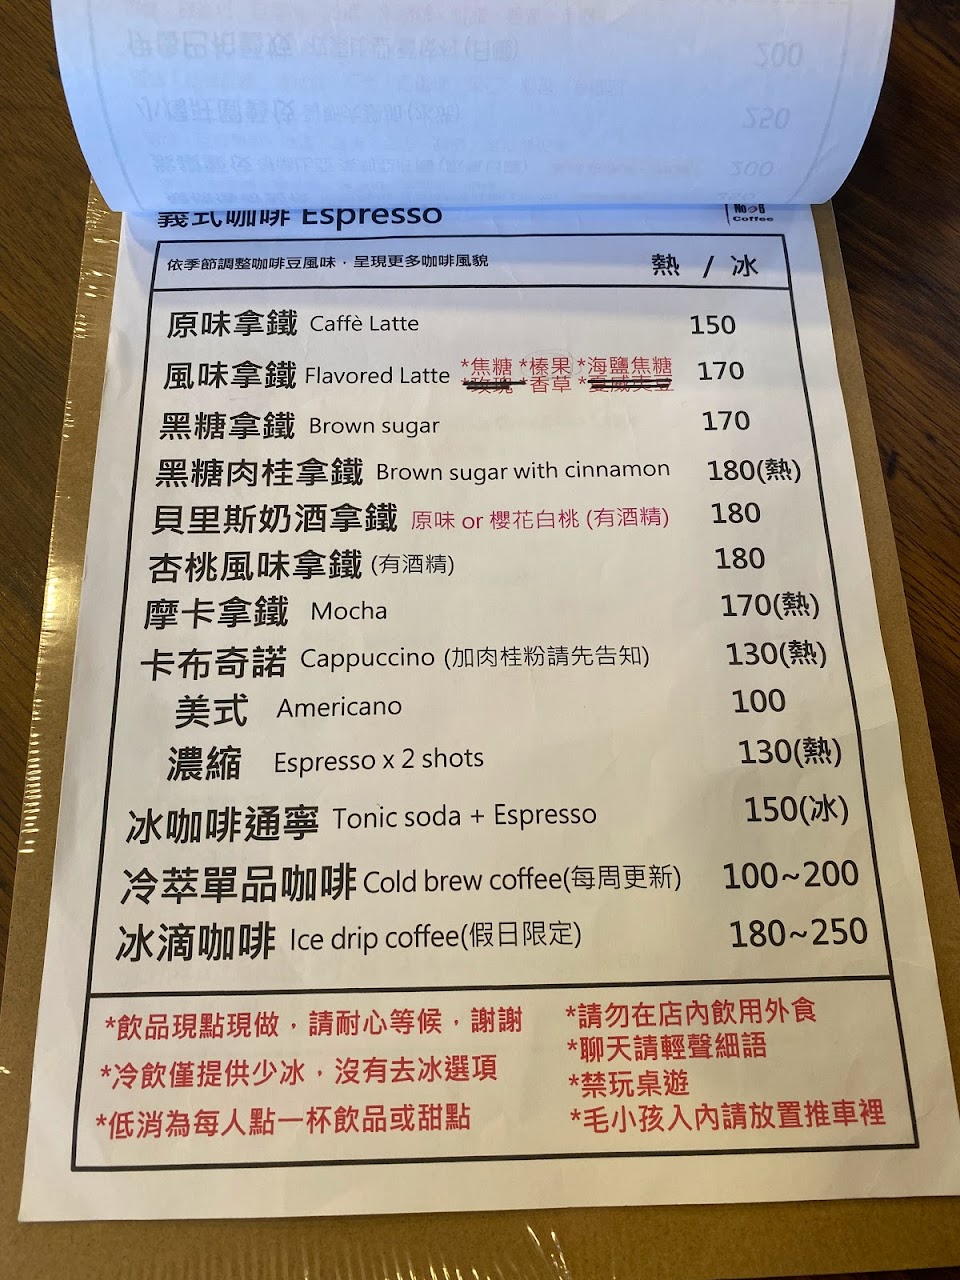 200
250
200
義式咖啡 Espresso
No 6
Coffee
依季節調整咖啡豆風味，呈現更多咖啡風貌 熱 / 冰
原味拿鐵 Caffè Latte 150
風味拿鐵 Flavored Latte *焦糖 *榛果 *海鹽焦糖 170
*玫瑰 *香草 *夏威夷豆
黑糖拿鐵 Brown sugar 170
黑糖肉桂拿鐵 Brown sugar with cinnamon 180(熱)
貝里斯奶酒拿鐵 原味 or 櫻花白桃 (有酒精) 180
杏桃風味拿鐵 (有酒精) 180
摩卡拿鐵 Mocha 170(熱)
卡布奇諾 Cappuccino (加肉桂粉請先告知) 130(熱)
美式 Americano 100
濃縮 Espresso x 2 shots 130(熱)
冰咖啡通寧 Tonic soda + Espresso 150(冰)
冷萃單品咖啡 Cold brew coffee(每周更新) 100~200
冰滴咖啡 Ice drip coffee(假日限定) 180~250
*飲品現點現做，請耐心等候，謝謝
*冷飲僅提供少冰，沒有去冰選項
*低消為每人點一杯飲品或甜點
*請勿在店內飲用外食
*聊天請輕聲細語
*禁玩桌遊
*毛小孩入內請放置推車裡